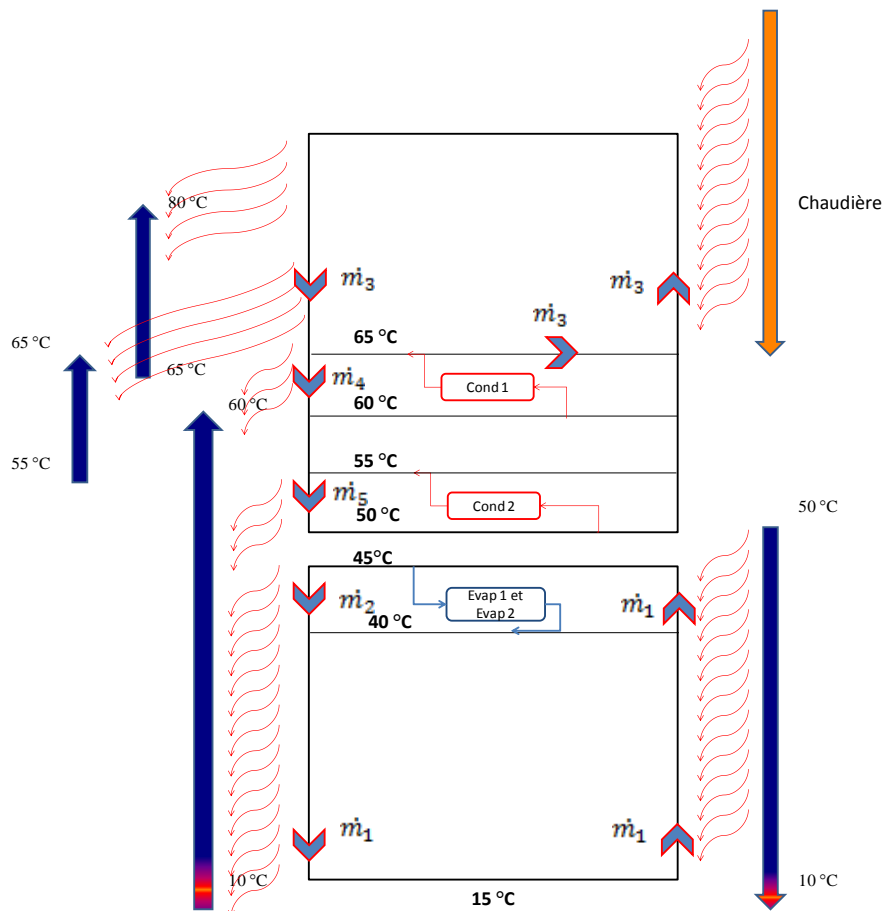 Chaudière
80 °C
ṁ3
ṁ3
ṁ3
65 °C
65 °C
65 °C
ṁ4
Cond 1
60 °C
60 °C
55 °C
55 °C
ṁ5
Cond 2
50 °C
50 °C
45°C
Evap 1 et
Evap 2
ṁ2
ṁ1
40 °C
ṁ1
ṁ1
10 °C
10 °C
15 °C